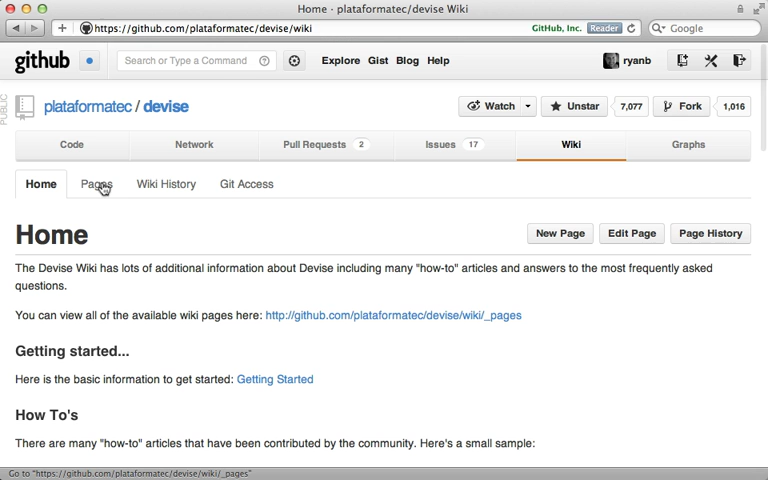 Home · plataformatec/devise Wiki
https://github.com/plataformatec/devise/wiki
GitHub, Inc. Reader
Google
github
Search or Type a Command
Explore Gist Blog Help
ryanb
PUBLIC
plataformatec / devise
Watch Unstar 7,077 Fork 1,016
Code Network Pull Requests 2 Issues 17 Wiki Graphs
Home Pages Wiki History Git Access
Home
New Page Edit Page Page History
The Devise Wiki has lots of additional information about Devise including many "how-to" articles and answers to the most frequently asked
questions.
You can view all of the available wiki pages here: http://github.com/plataformatec/devise/wiki/_pages
Getting started...
Here is the basic information to get started: Getting Started
How To's
There are many "how-to" articles that have been contributed by the community. Here's a small sample:
Go to "https://github.com/plataformatec/devise/wiki/_pages"